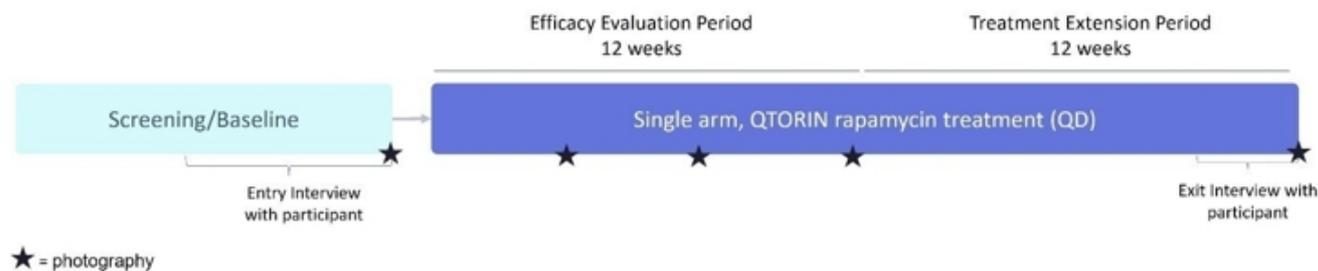 Efficacy Evaluation Period
12 weeks
Treatment Extension Period
12 weeks
Screening/Baseline
Single arm, QTORIN rapamycin treatment (QD)
Entry Interview
with participant
Exit Interview with
participant
= photography